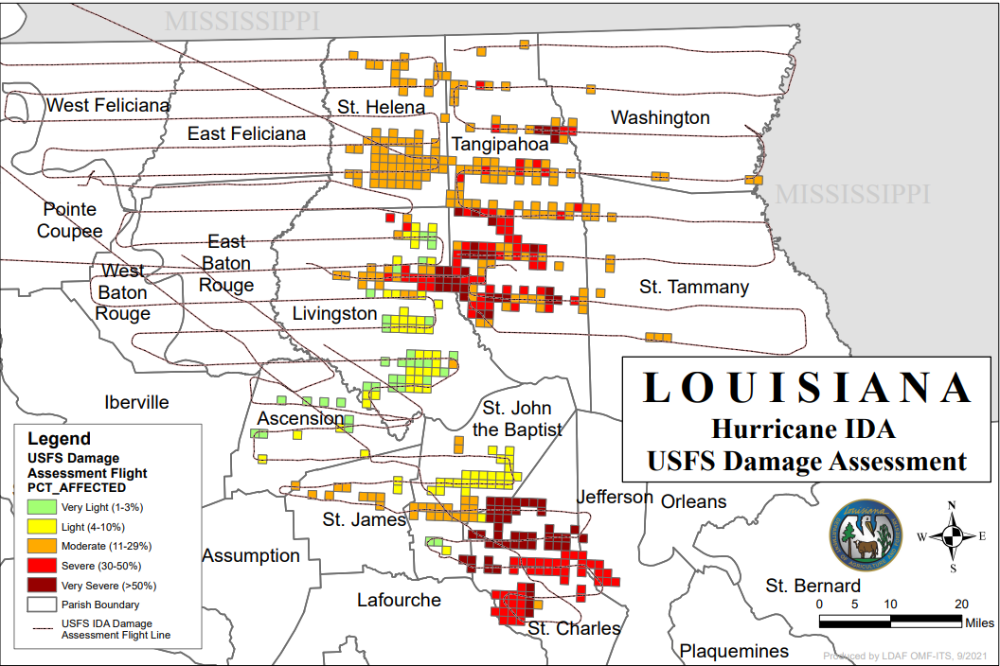 MISSISSIPPI
West Feliciana
East Feliciana
St. Helena
Washington
Tangipahoa
MISSISSIPPI
Pointe
Coupee
East
Baton
Rouge
West
Baton
Rouge
St. Tammany
Livingston
Iberville
Ascension
St. John
the Baptist
LOUISIANA
Hurricane IDA
USFS Damage Assessment
Legend
USFS Damage
Assessment Flight
PCT_AFFECTED
Very Light (1-3%)
Light (4-10%)
Moderate (11-29%)
Severe (30-50%)
Very Severe (>50%)
Parish Boundary
USFS IDA Damage
Assessment Flight Line
Jefferson
Orleans
St. James
Assumption
Lafourche
St. Charles
St. Bernard
Plaquemines
Louisiana
N
W
E
S
0 5 10 20
Miles
Produced by LDAF OMF-ITS, 9/2021